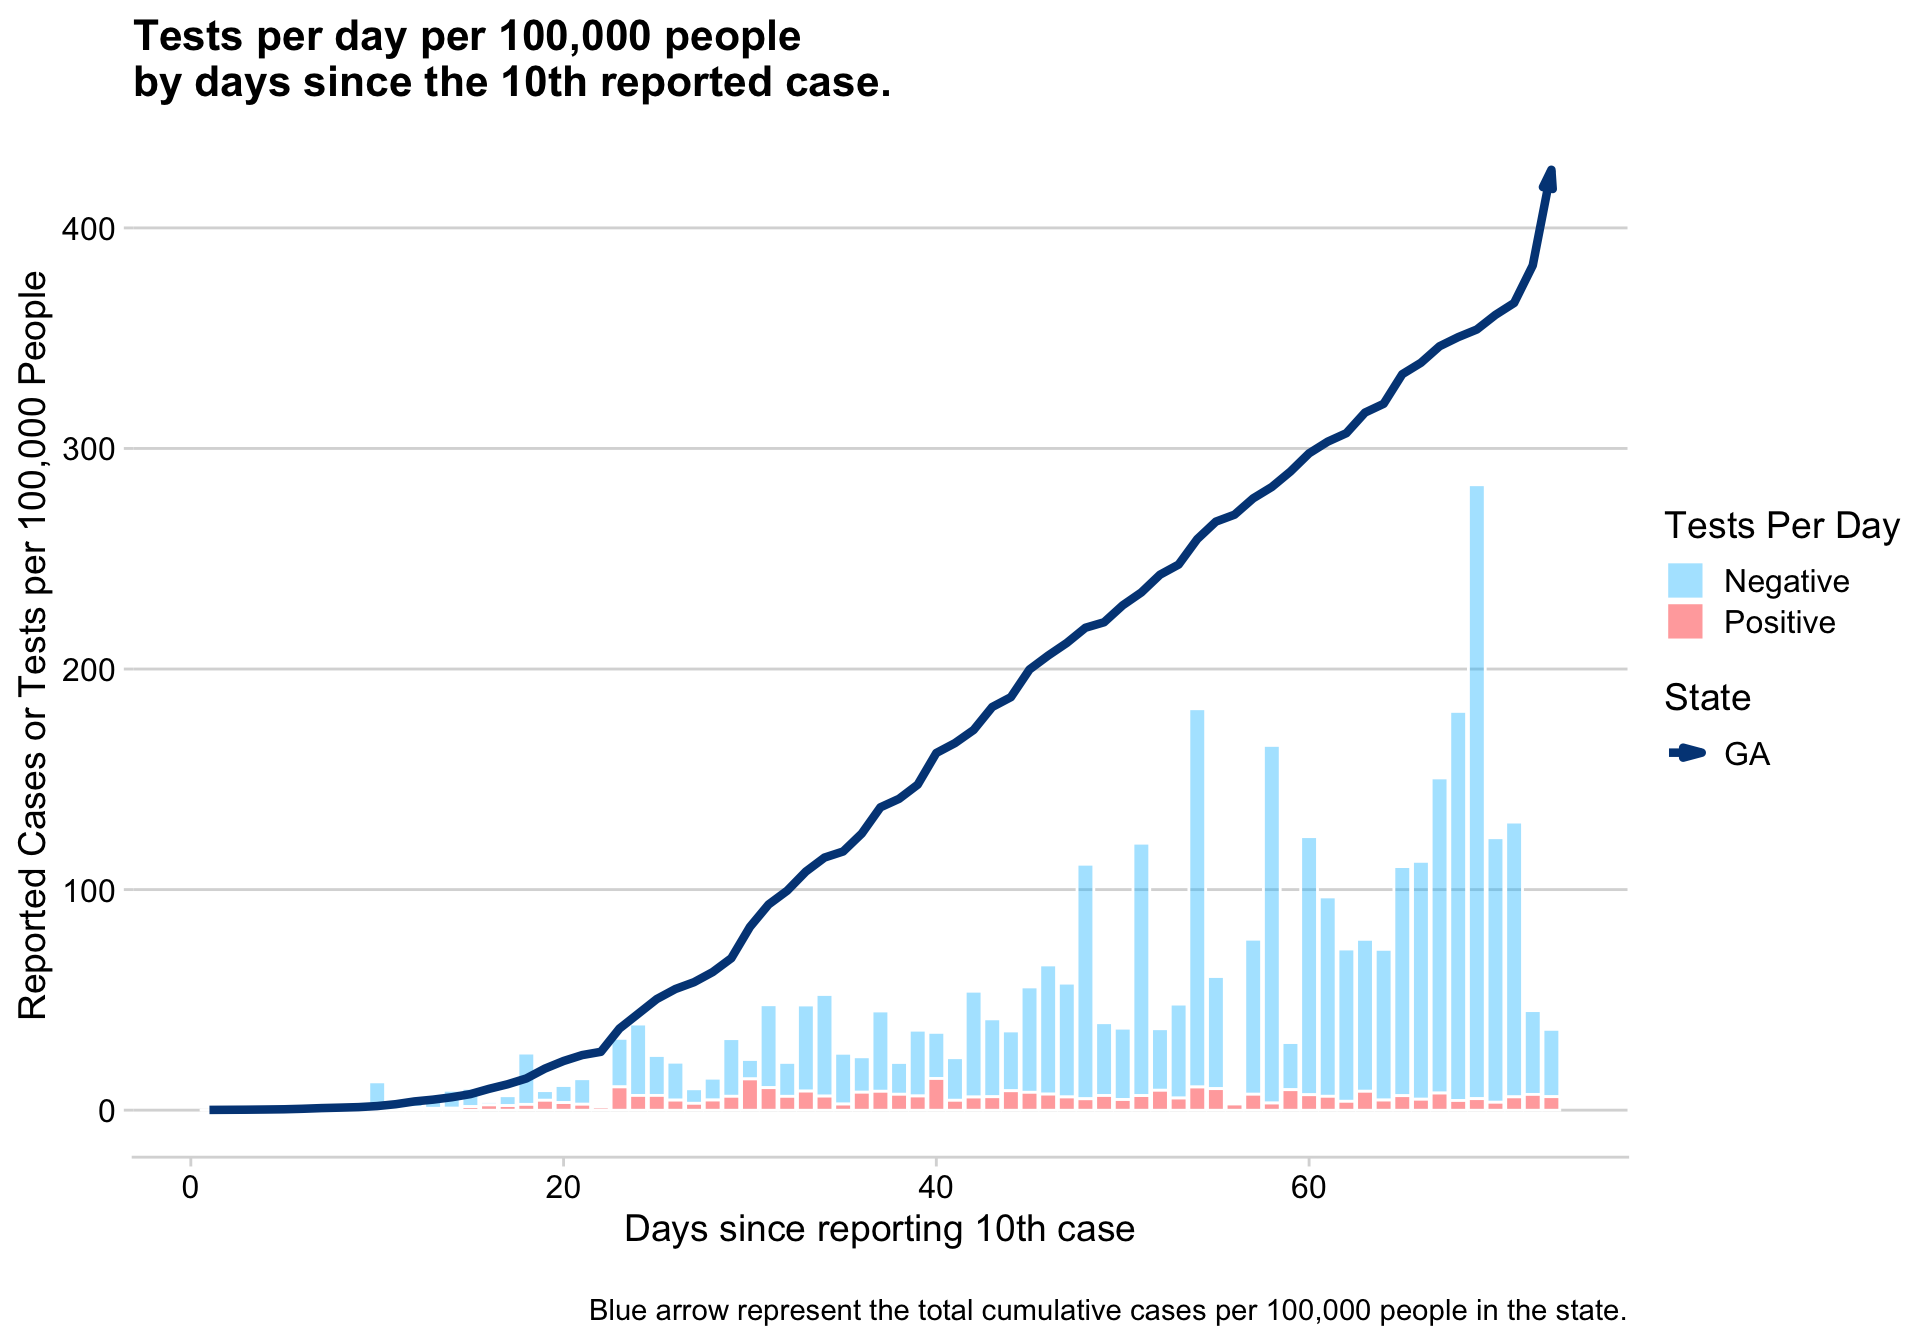 Tests per day per 100,000 people
by days since the 10th reported case.
Reported Cases or Tests per 100,000 People
400
300
200
100
0
0
20
40
60
Days since reporting 10th case
Tests Per Day
Negative
Positive
State
GA
Blue arrow represent the total cumulative cases per 100,000 people in the state.